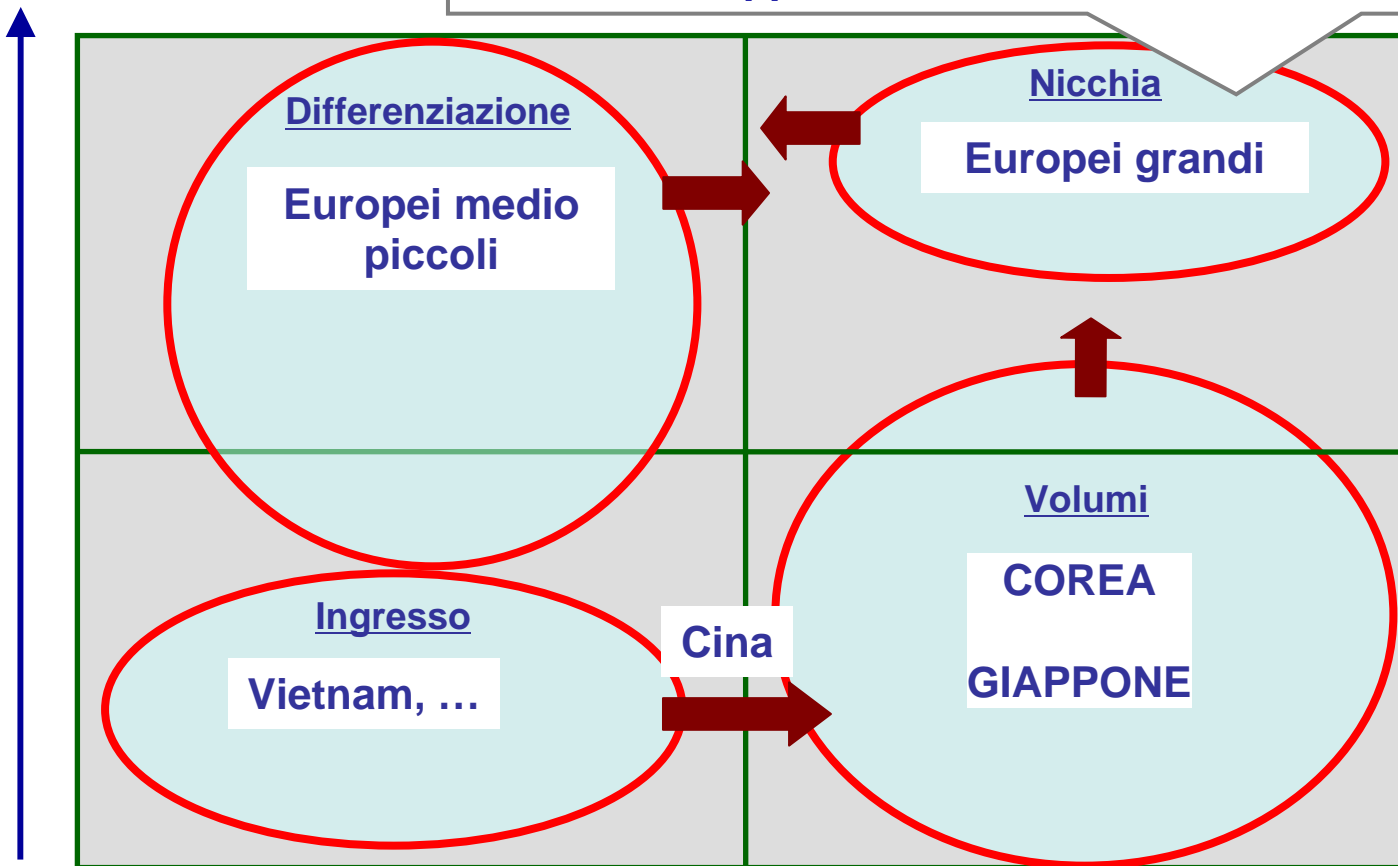 Nicchia
Differenziazione
Europei grandi
Europei medio
piccoli
Volumi
COREA
Ingresso
Cina
GIAPPONE
Vietnam, …